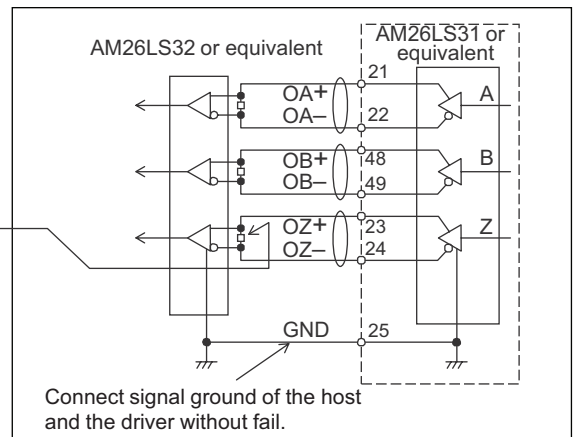 AM26LS32 or equivalent
AM26LS31 or
equivalent
21
OA+
OA–
22
A
OB+
48
OB–
49
B
OZ+
23
OZ–
24
Z
GND
25
Connect signal ground of the host
and the driver without fail.